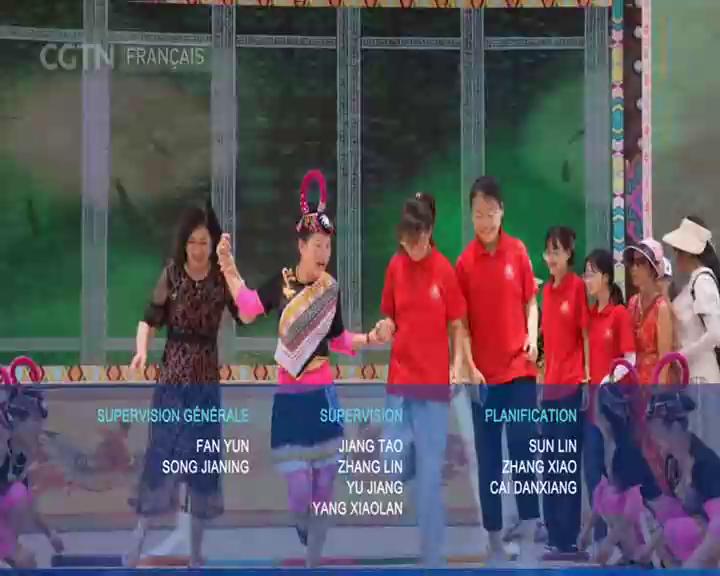 CGTN FRANÇAIS
SUPERVISION GÉNÉRALE
FAN YUN
SONG JIANING
SUPERVISION
JIANG TAO
ZHANG LIN
YU JIANG
YANG XIAOLAN
PLANIFICATION
SUN LIN
ZHANG XIAO
CAI DANXIANG